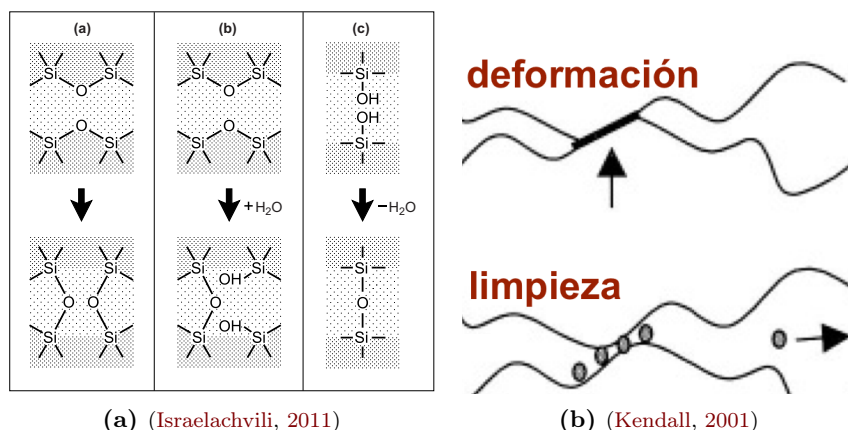 (a)
(b)
(c)
Si Si
O
Si Si
O
Si
OH
Si Si
O
Si Si
O
OH
Si
+H₂O
−H₂O
Si Si
O O
Si Si
Si Si
OH
O
OH
Si Si
Si
O
Si
deformación
limpieza
(a) (Israelachvili, 2011)
(b) (Kendall, 2001)